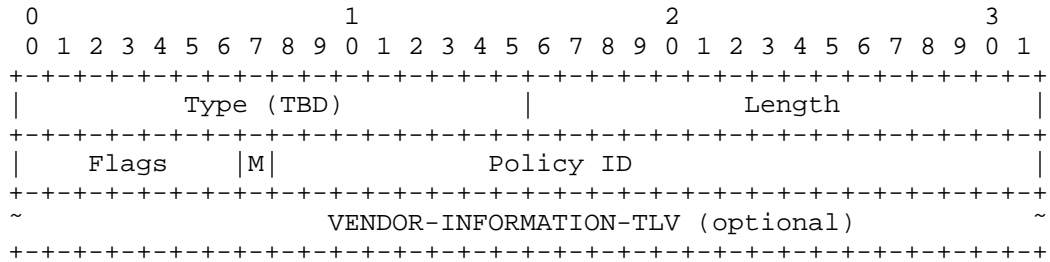 0                   1                   2                   3
 0 1 2 3 4 5 6 7 8 9 0 1 2 3 4 5 6 7 8 9 0 1 2 3 4 5 6 7 8 9 0 1
+-+-+-+-+-+-+-+-+-+-+-+-+-+-+-+-+-+-+-+-+-+-+-+-+-+-+-+-+-+-+-+-+
|          Type (TBD)           |             Length            |
+-+-+-+-+-+-+-+-+-+-+-+-+-+-+-+-+-+-+-+-+-+-+-+-+-+-+-+-+-+-+-+-+
|    Flags    |M|             Policy ID                         |
+-+-+-+-+-+-+-+-+-+-+-+-+-+-+-+-+-+-+-+-+-+-+-+-+-+-+-+-+-+-+-+-+
~                   VENDOR-INFORMATION-TLV (optional)           ~
+-+-+-+-+-+-+-+-+-+-+-+-+-+-+-+-+-+-+-+-+-+-+-+-+-+-+-+-+-+-+-+-+